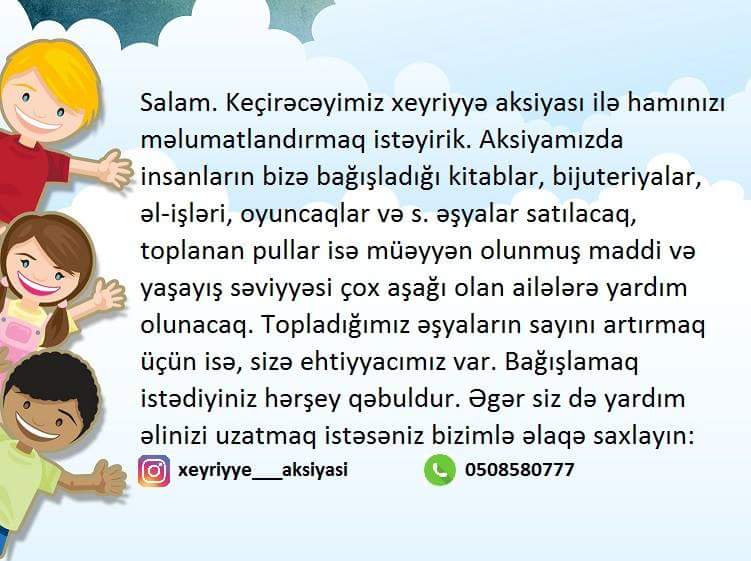 Salam. Keçirəcəyimiz xeyriyyə aksiyası ilə hamınızı
məlumatlandırmaq istəyirik. Aksiyamızda
insanların bizə bağışladığı kitablar, bijuteriyalar,
əl-işləri, oyuncaqlar və s. əşyalar satılacaq,
toplanan pullar isə müəyyən olunmuş maddi və
yaşayış səviyyəsi çox aşağı olan ailələrə yardım
olunacaq. Topladığımız əşyaların sayını artırmaq
üçün isə, sizə ehtiyyacımız var. Bağışlamaq
istədiyiniz hərşey qəbuldur. Əgər siz də yardım
əlinizi uzatmaq istəsəniz bizimlə əlaqə saxlayın:
xeyriyye___aksiyasi 0508580777